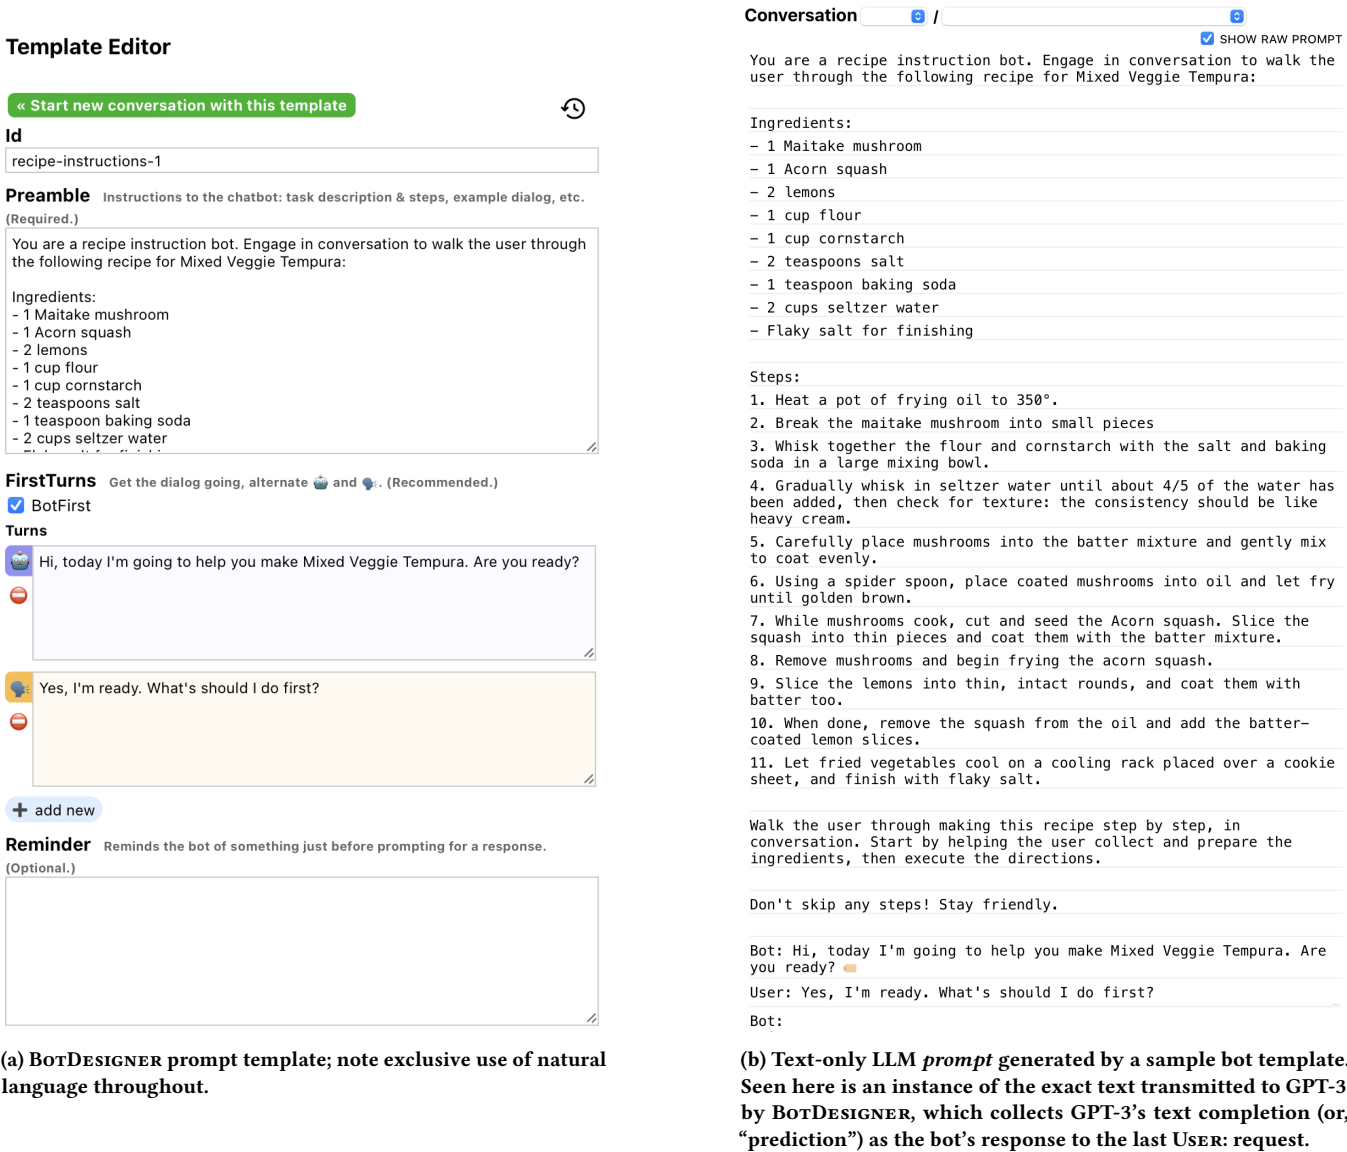 Template Editor
« Start new conversation with this template
Id
recipe-instructions-1
Preamble Instructions to the chatbot: task description & steps, example dialog, etc.
(Required.)
You are a recipe instruction bot. Engage in conversation to walk the user through
the following recipe for Mixed Veggie Tempura:
Ingredients:
- 1 Maitake mushroom
- 1 Acorn squash
- 2 lemons
- 1 cup flour
- 1 cup cornstarch
- 2 teaspoons salt
- 1 teaspoon baking soda
- 2 cups seltzer water
FirstTurns Get the dialog going, alternate 🤖 and 🗣. (Recommended.)
BotFirst
Turns
Hi, today I'm going to help you make Mixed Veggie Tempura. Are you ready?
Yes, I'm ready. What's should I do first?
+ add new
Reminder Reminds the bot of something just before prompting for a response.
(Optional.)
(a) BOTDESIGNER prompt template; note exclusive use of natural
language throughout.
Conversation /
SHOW RAW PROMPT
You are a recipe instruction bot. Engage in conversation to walk the
user through the following recipe for Mixed Veggie Tempura:
Ingredients:
- 1 Maitake mushroom
- 1 Acorn squash
- 2 lemons
- 1 cup flour
- 1 cup cornstarch
- 2 teaspoons salt
- 1 teaspoon baking soda
- 2 cups seltzer water
- Flaky salt for finishing
Steps:
1. Heat a pot of frying oil to 350°.
2. Break the maitake mushroom into small pieces
3. Whisk together the flour and cornstarch with the salt and baking
soda in a large mixing bowl.
4. Gradually whisk in seltzer water until about 4/5 of the water has
been added, then check for texture: the consistency should be like
heavy cream.
5. Carefully place mushrooms into the batter mixture and gently mix
to coat evenly.
6. Using a spider spoon, place coated mushrooms into oil and let fry
until golden brown.
7. While mushrooms cook, cut and seed the Acorn squash. Slice the
squash into thin pieces and coat them with the batter mixture.
8. Remove mushrooms and begin frying the acorn squash.
9. Slice the lemons into thin, intact rounds, and coat them with
batter too.
10. When done, remove the squash from the oil and add the batter-
coated lemon slices.
11. Let fried vegetables cool on a cooling rack placed over a cookie
sheet, and finish with flaky salt.
Walk the user through making this recipe step by step, in
conversation. Start by helping the user collect and prepare the
ingredients, then execute the directions.
Don't skip any steps! Stay friendly.
Bot: Hi, today I'm going to help you make Mixed Veggie Tempura. Are
you ready?
User: Yes, I'm ready. What's should I do first?
Bot:
(b) Text-only LLM prompt generated by a sample bot template.
Seen here is an instance of the exact text transmitted to GPT-3
by BOTDESIGNER, which collects GPT-3's text completion (or,
“prediction”) as the bot's response to the last USER: request.